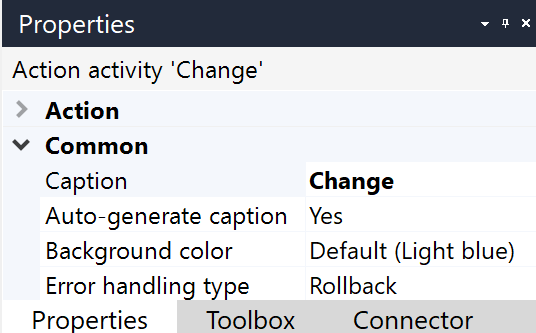 Properties
Action activity 'Change'
Action
Common
Caption Change
Auto-generate caption Yes
Background color Default (Light blue)
Error handling type Rollback
Properties Toolbox Connector